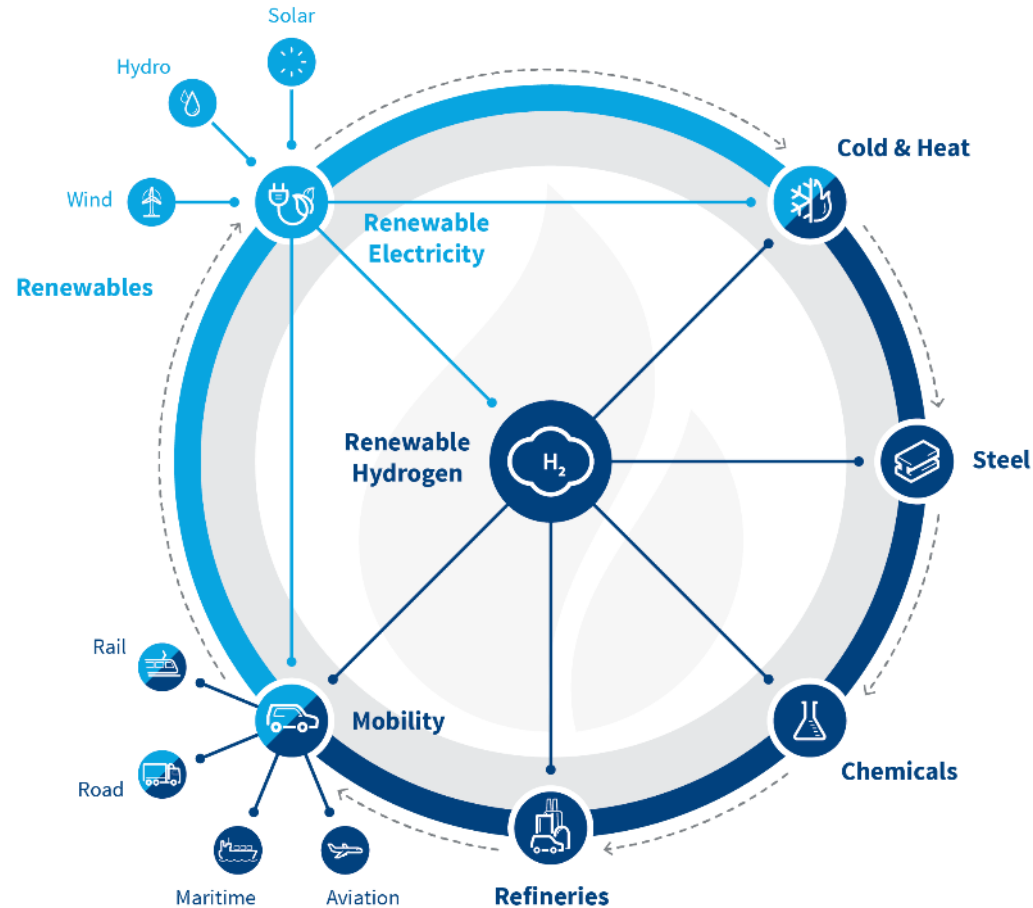 Solar
Hydro
Cold & Heat
Wind
Renewable
Electricity
Renewables
Renewable
Hydrogen
H₂
Steel
Rail
Mobility
Chemicals
Road
Maritime
Aviation
Refineries